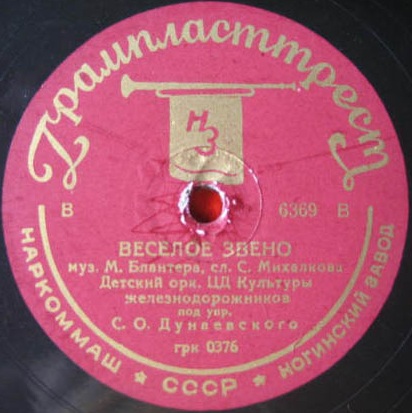 Грампласттрест
НЗ
В 6369 В
ВЕСЕЛОЕ ЗВЕНО
муз. М. Блантера, сл. С. Михалкова
Детский орк. ЦД Культуры
железнодорожников
под упр.
С. О. Дунаевского
грк 0376
НАРКОММАШ ★ СССР ★ НОГИНСКИЙ ЗАВОД